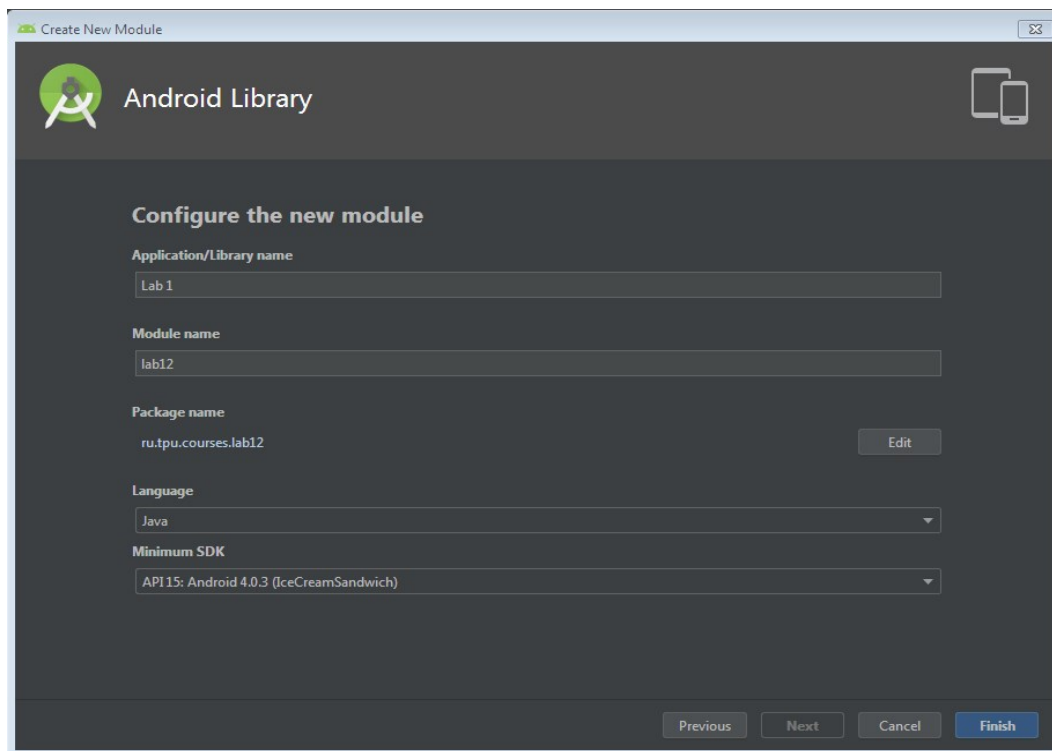 Create New Module
Android Library
Configure the new module
Application/Library name
Lab 1
Module name
lab12
Package name
ru.tpu.courses.lab12
Edit
Language
Java
Minimum SDK
API 15: Android 4.0.3 (IceCreamSandwich)
Previous
Next
Cancel
Finish